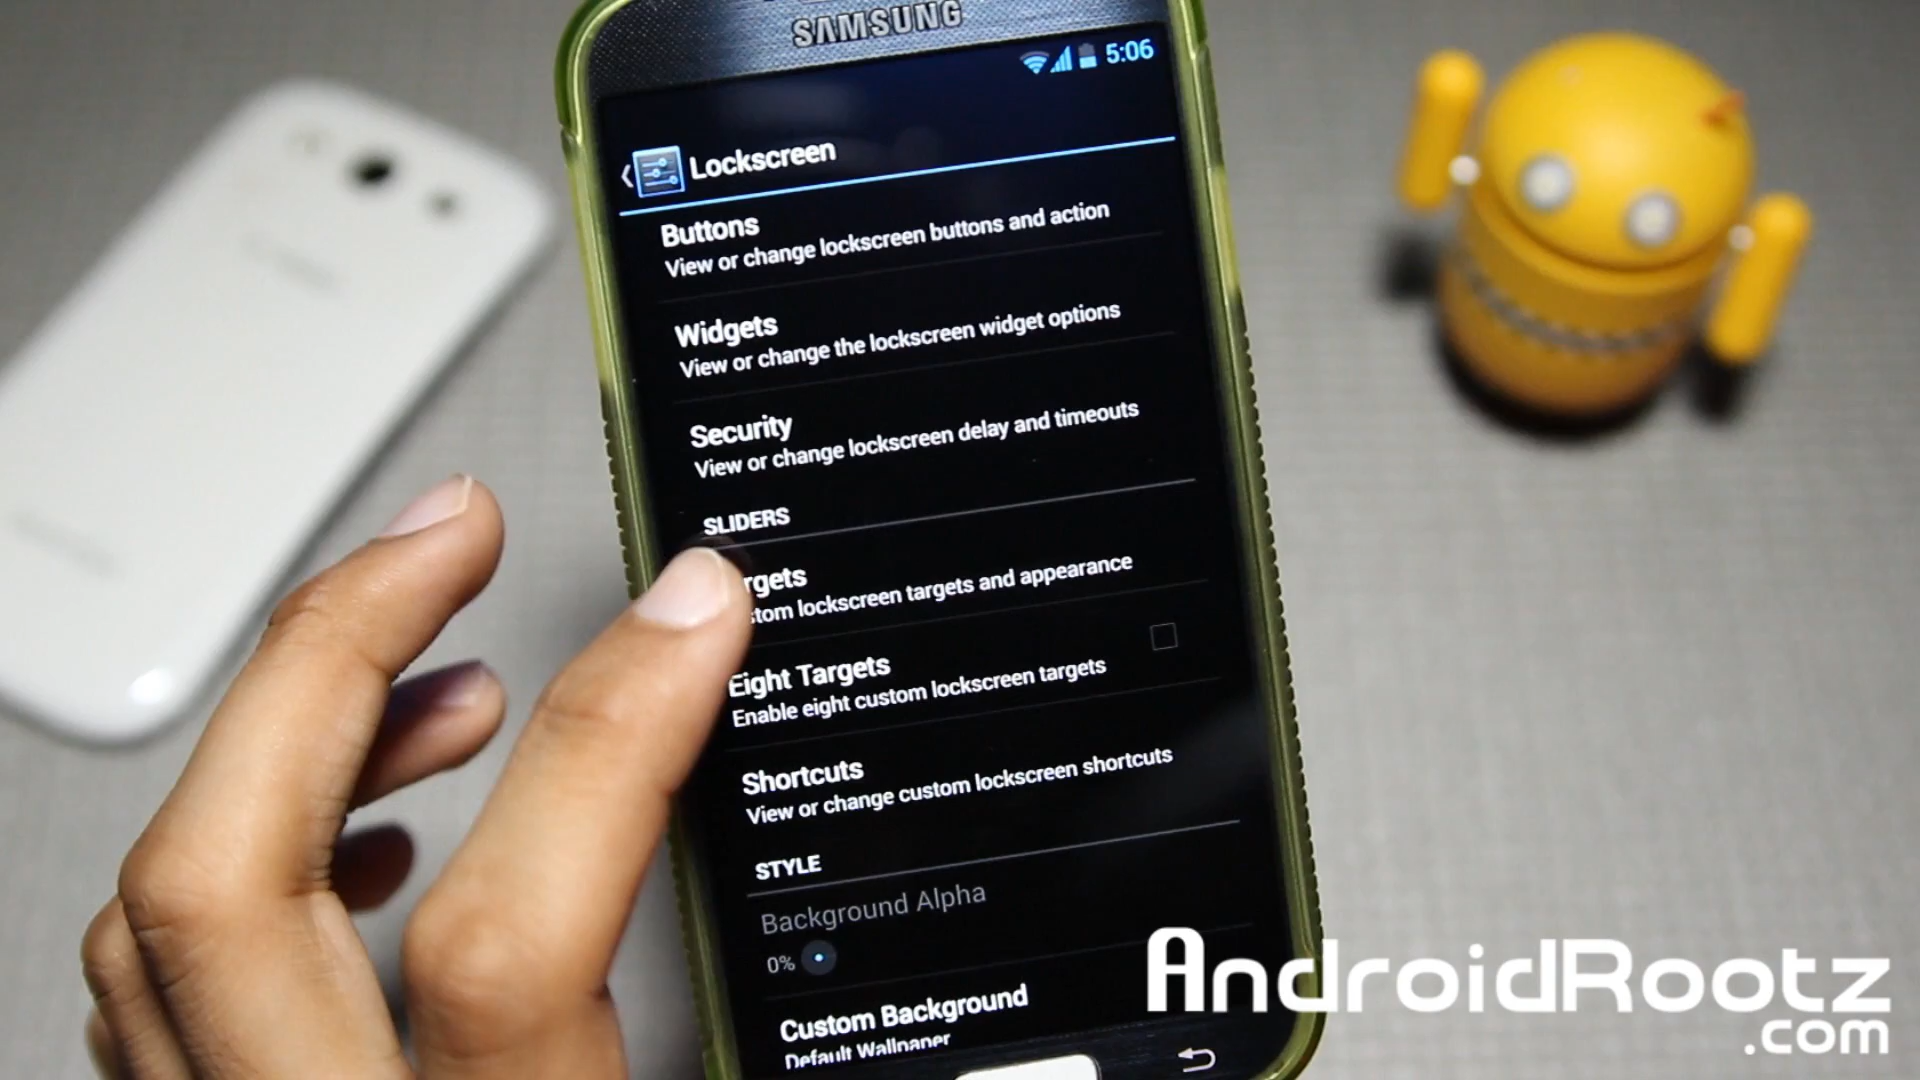 SAMSUNG
5:06
Lockscreen
Buttons
View or change lockscreen buttons and action
Widgets
View or change the lockscreen widget options
Security
View or change lockscreen delay and timeouts
SLIDERS
rgets
stom lockscreen targets and appearance
Eight Targets
Enable eight custom lockscreen targets
Shortcuts
View or change custom lockscreen shortcuts
STYLE
Background Alpha
0%
Custom Background
Default Wallpaper
AndroidRootz
.com